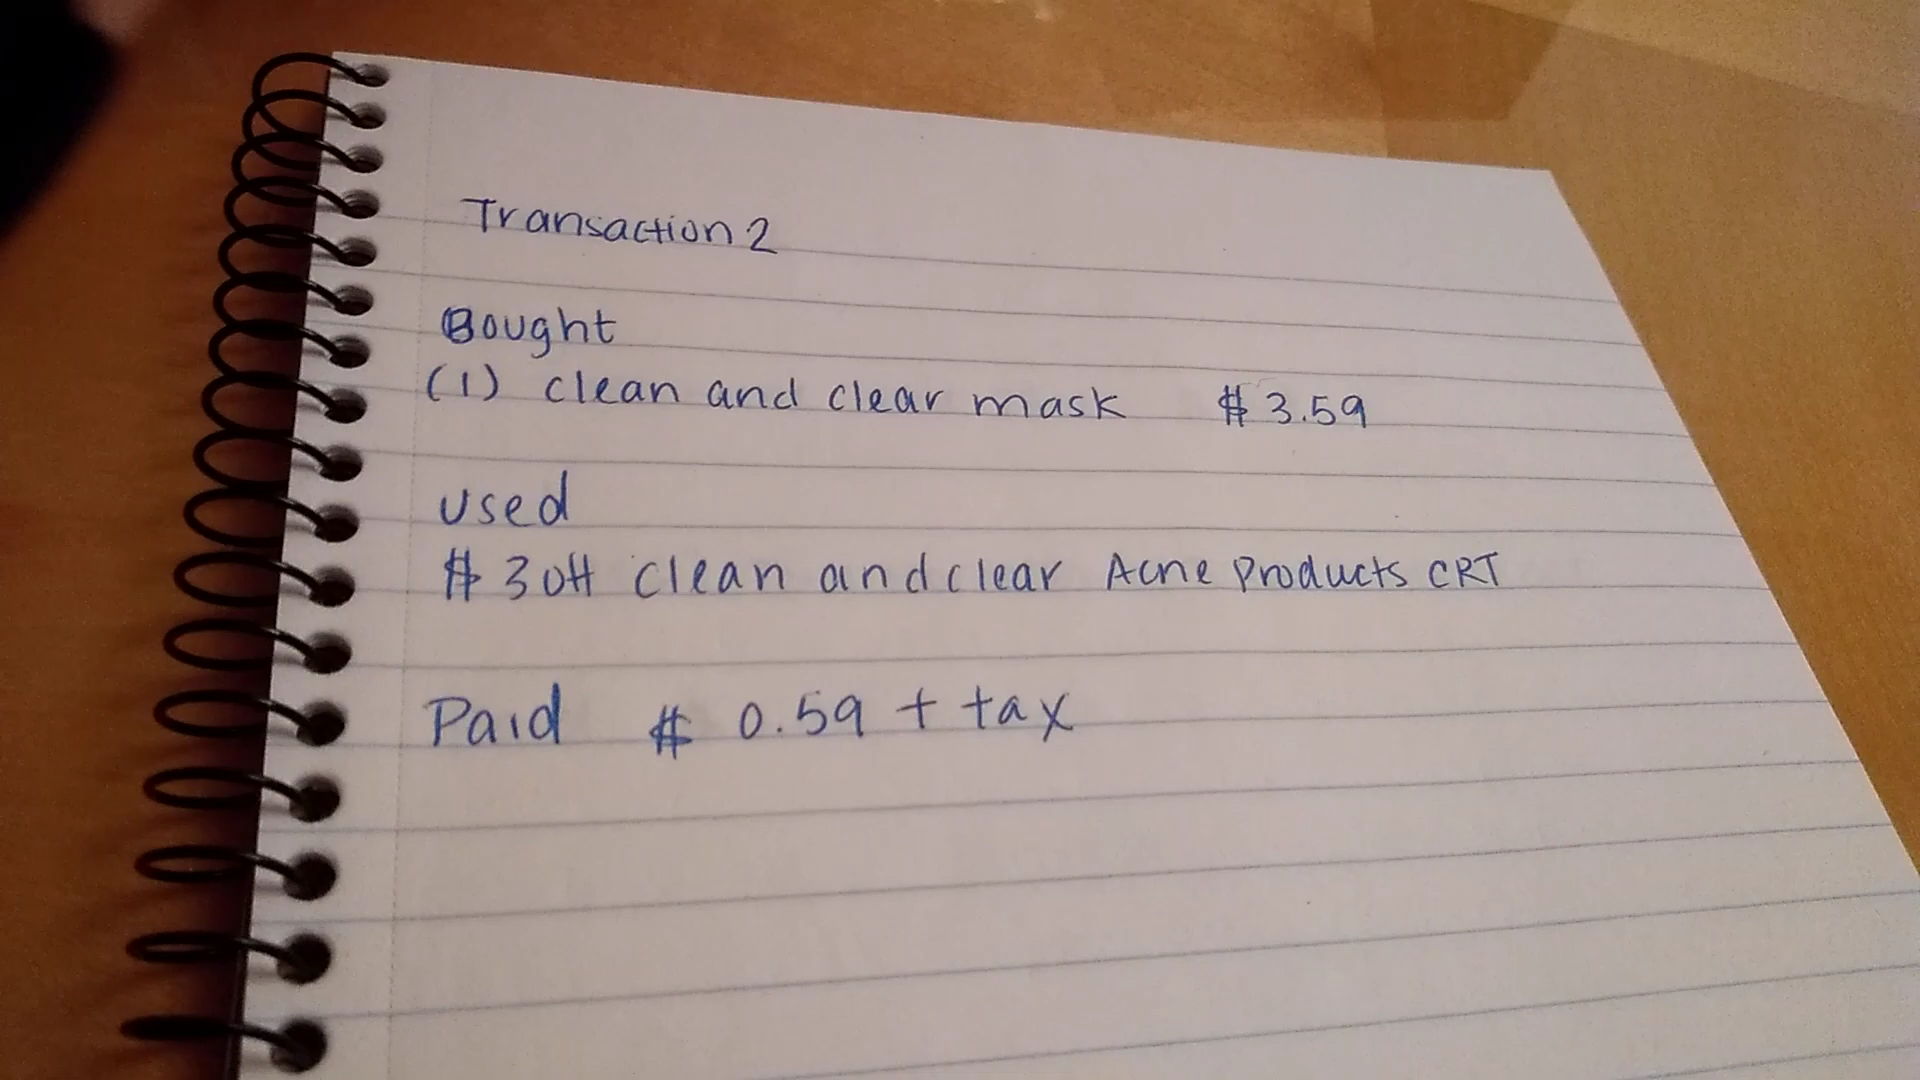 Transaction 2
Bought
(1) clean and clear mask $3.59
used
$3 off clean and clear Acne Products CRT
Paid $ 0.59 + tax